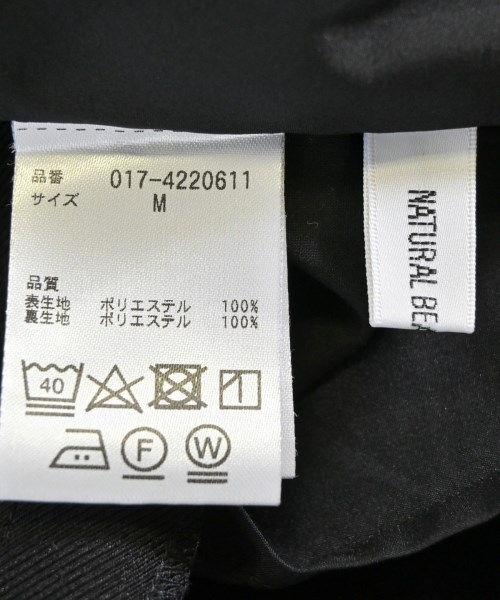 品番 017-4220611
サイズ M
品質
表生地 ポリエステル 100%
裏生地 ポリエステル 100%
40
F W
NATURAL